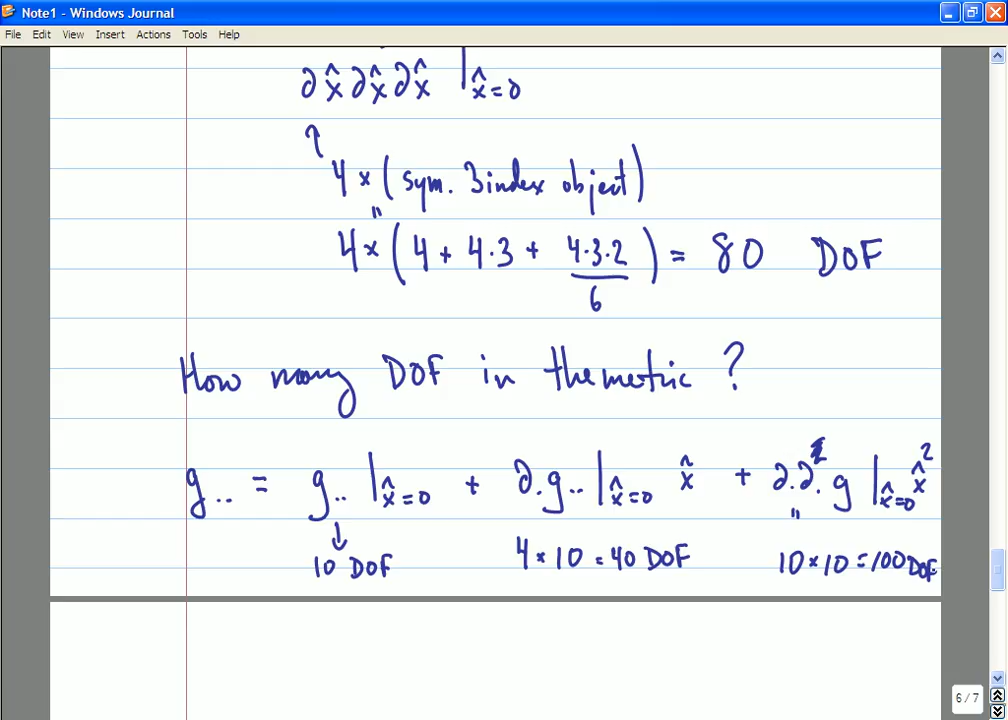 Note1 - Windows Journal
File Edit View Insert Actions Tools Help
∂x̂∂x̂∂x̂ |x̂=0
↑
4 × (sym. 3index object)
"
4 × (4 + 4·3 + 4·3·2/6) = 80 DOF
How many DOF in the metric ?
g.. = g.. |x̂=0 + ∂.g.. |x̂=0 x̂ + ∂.∂. g |x̂=0 x̂²
↓ "
10 DOF 4 × 10 = 40 DOF 10 × 10 = 100 DOF
6 / 7